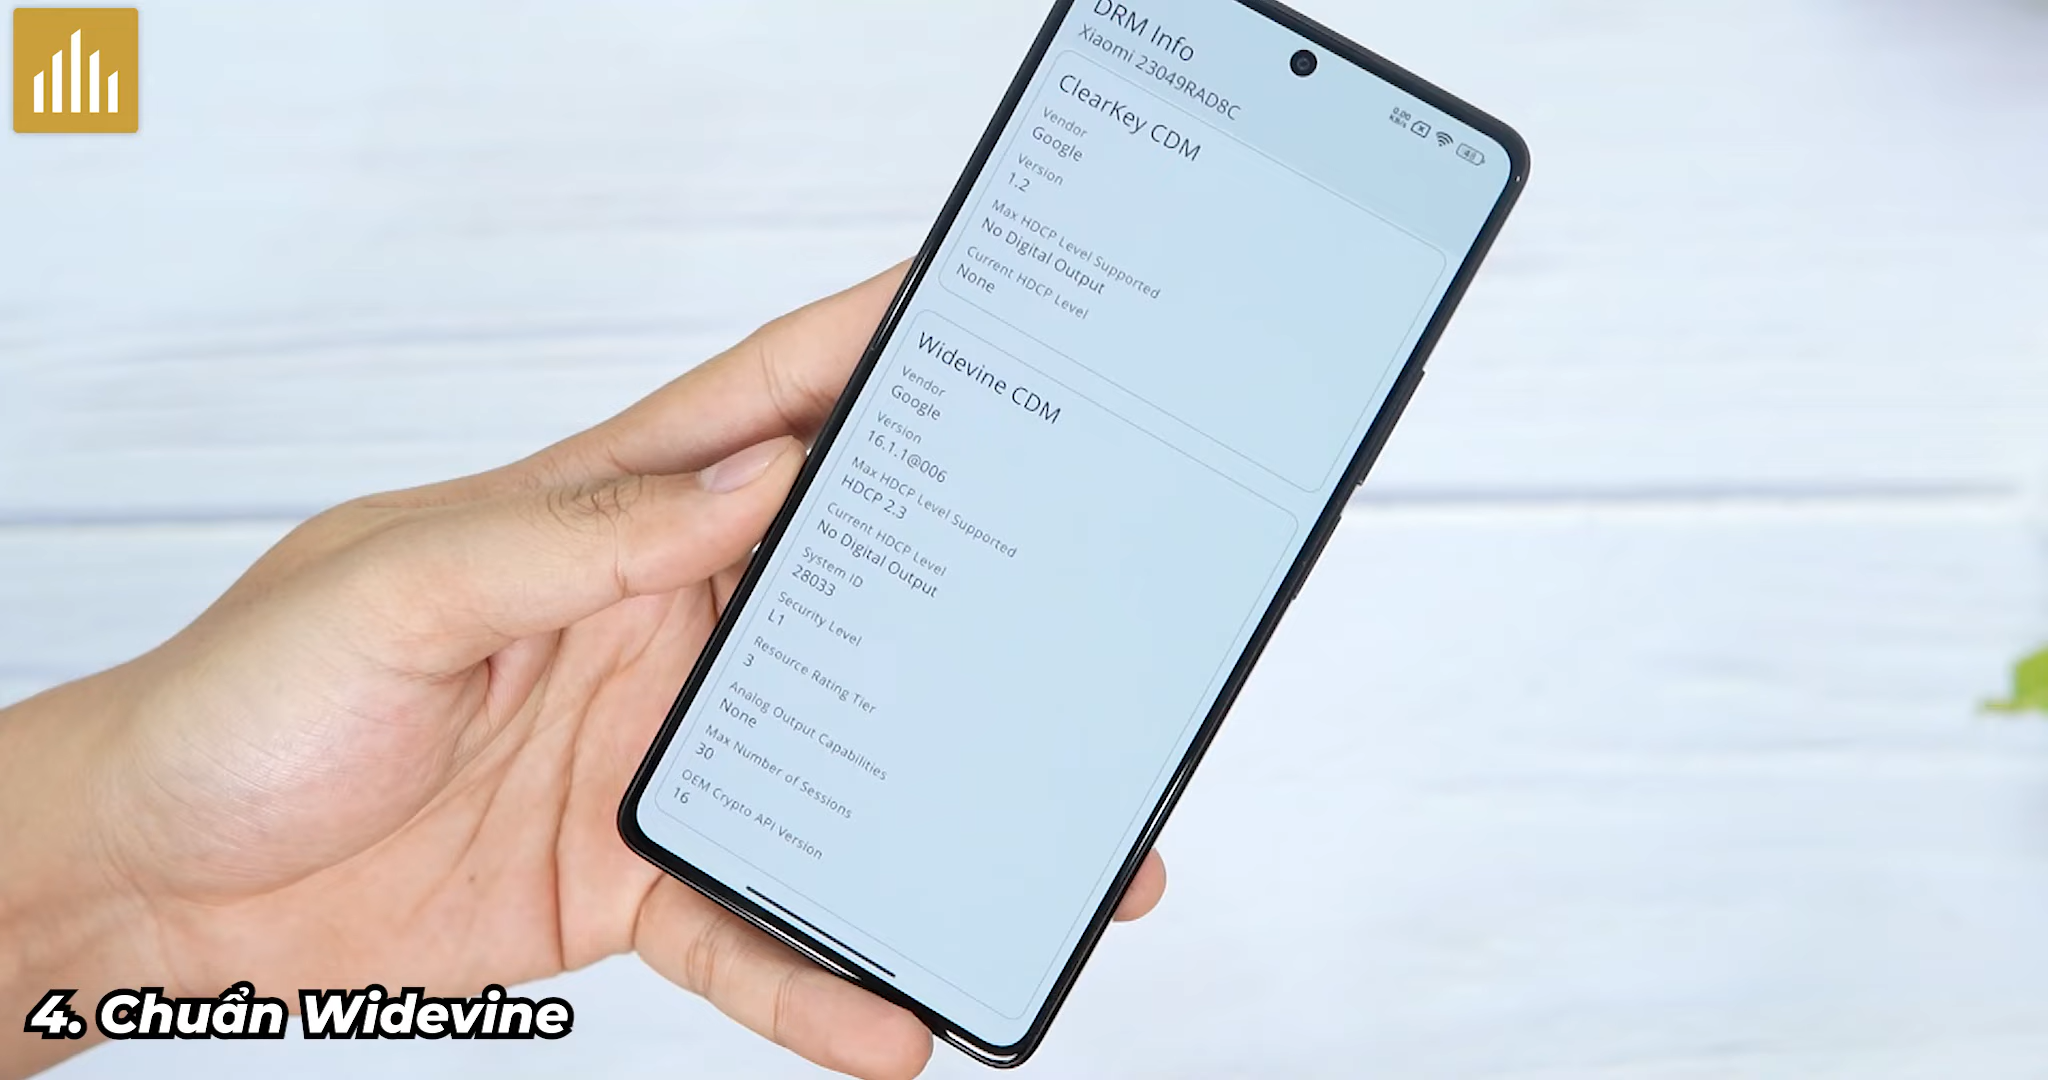 DRM Info
Xiaomi 23049RAD8C
ClearKey CDM
Vendor
Google
Version
1.2
Max HDCP Level Supported
No Digital Output
Current HDCP Level
None
Widevine CDM
Vendor
Google
Version
16.1.1@006
Max HDCP Level Supported
HDCP 2.3
Current HDCP Level
No Digital Output
System ID
28033
Security Level
L1
Resource Rating Tier
3
Analog Output Capabilities
None
Max Number of Sessions
30
OEM Crypto API Version
16
0.00
KB/s
4. Chuẩn Widevine